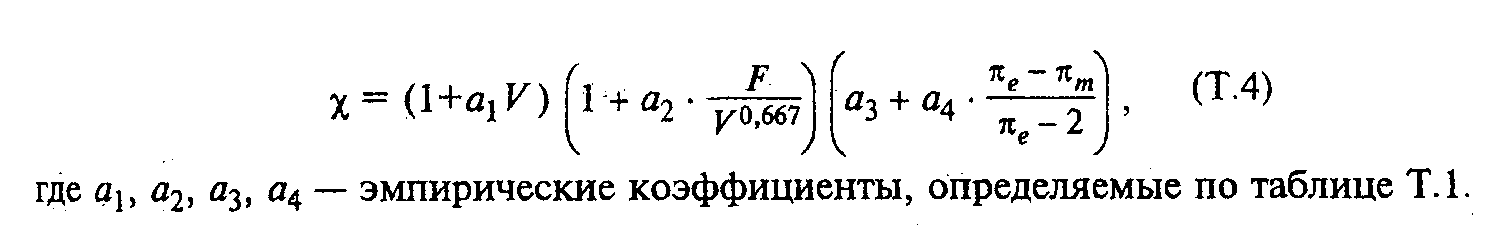 χ = (1+a₁V) (1 + a₂ · F/V^0,667) (a₃ + a₄ · (π_e − π_m)/(π_e − 2)), (Т.4)
где a₁, a₂, a₃, a₄ — эмпирические коэффициенты, определяемые по таблице Т.1.